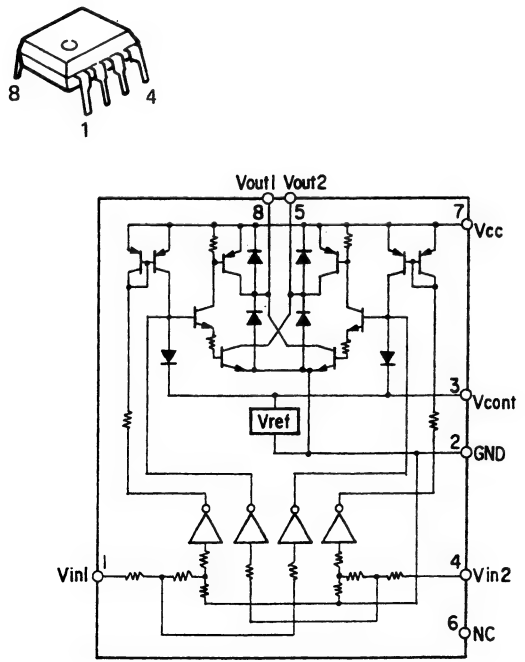 8
4
1
Vout1 Vout2
8 5
7
Vcc
3
Vcont
Vref
2
GND
1
Vin1
4
Vin2
6
NC